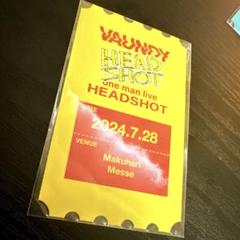 VAUNDY
HEAD
SHOT
one man live
HEADSHOT
DATE
2024.7.28
VENUE
Makuhari
Messe